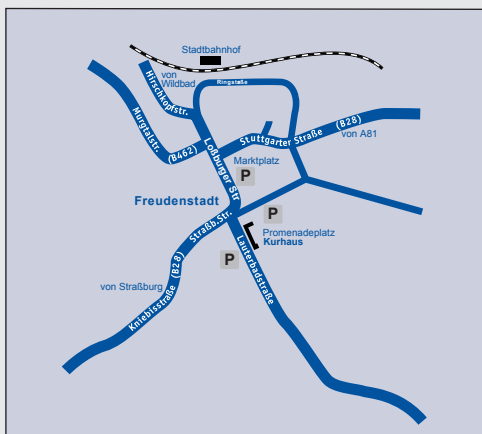 Stadtbahnhof
von
Wildbad
Ringstaße
Hirschkopfstr.
Murgtalstr.
(B462)
Loßburger Str
Stuttgarter Straße (B28)
von A81
Marktplatz
P
Freudenstadt
P
Straßb.Str.
Promenadeplatz
Kurhaus
P
Lauterbadstraße
von Straßburg
Kniebisstraße (B28)